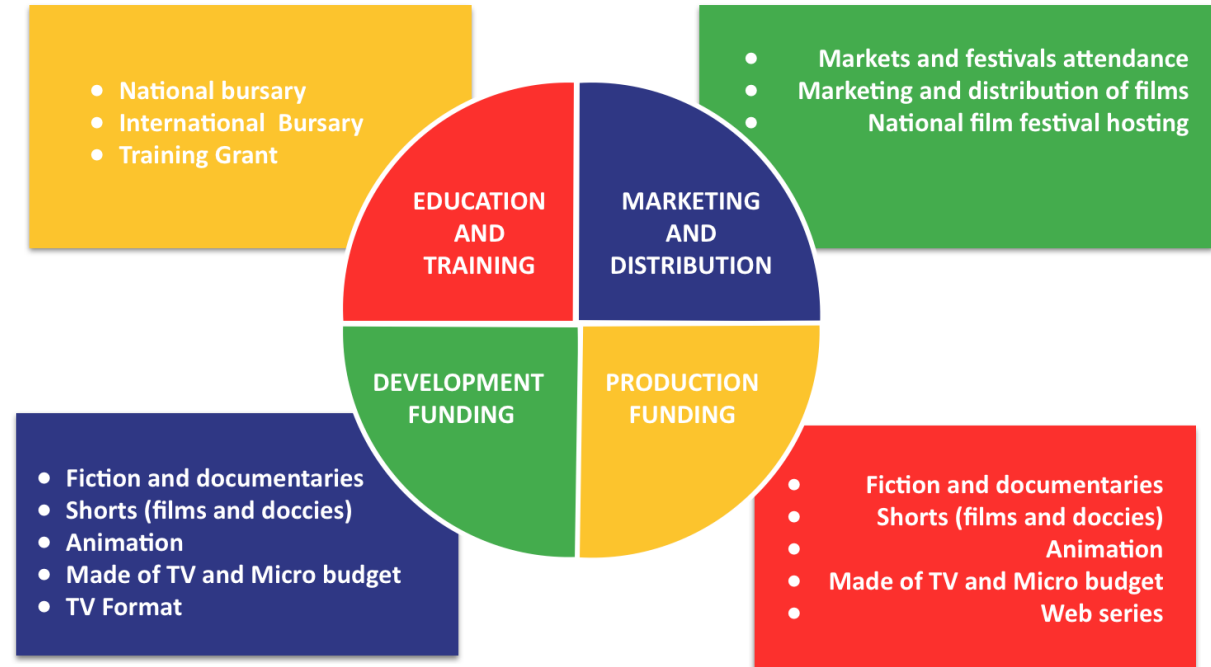 • National bursary
• International Bursary
• Training Grant
• Markets and festivals attendance
• Marketing and distribution of films
• National film festival hosting
EDUCATION
AND
TRAINING
MARKETING
AND
DISTRIBUTION
DEVELOPMENT
FUNDING
PRODUCTION
FUNDING
• Fiction and documentaries
• Shorts (films and doccies)
• Animation
• Made of TV and Micro budget
• TV Format
• Fiction and documentaries
• Shorts (films and doccies)
• Animation
• Made of TV and Micro budget
• Web series